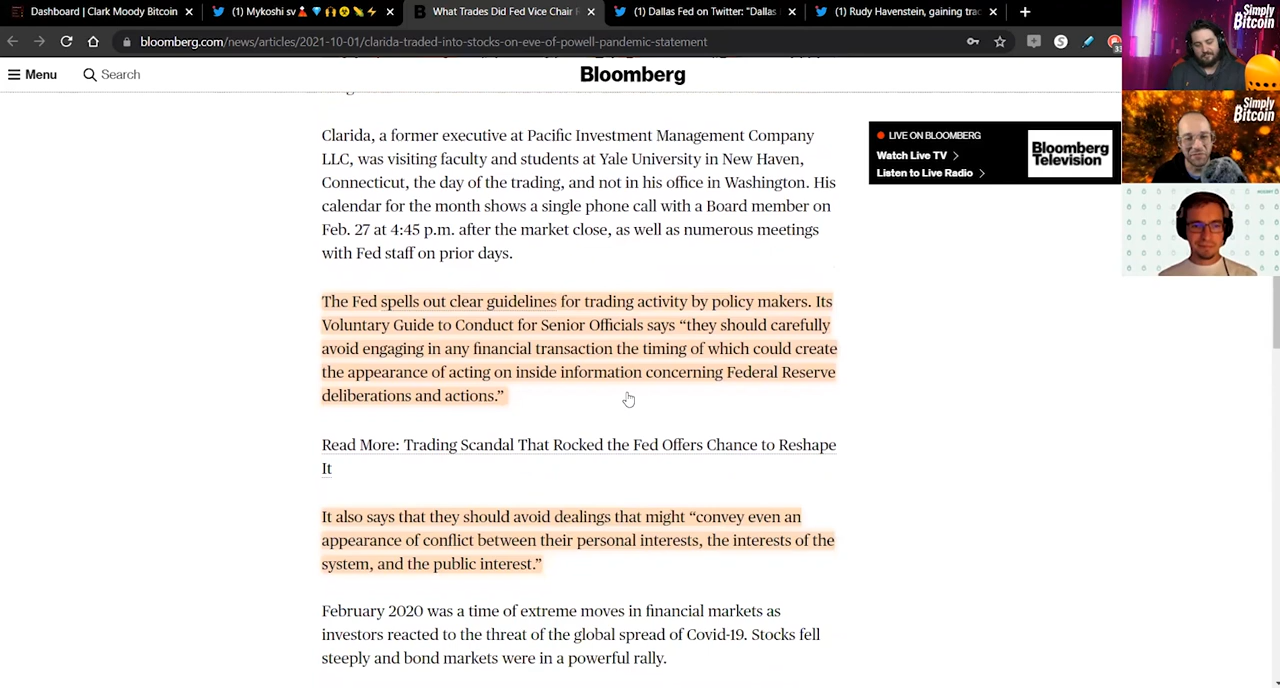 Dashboard | Clark Moody Bitcoin
(1) Mykoshi sv
What Trades Did Fed Vice Chair
(1) Dallas Fed on Twitter: "Dallas
(1) Rudy Havenstein, gaining tra
bloomberg.com/news/articles/2021-10-01/clarida-traded-into-stocks-on-eve-of-powell-pandemic-statement
Menu
Search
Bloomberg
Simply
Bitcoin
Simply
Bitcoin
LIVE ON BLOOMBERG
Watch Live TV
Listen to Live Radio
Bloomberg
Television
Clarida, a former executive at Pacific Investment Management Company
LLC, was visiting faculty and students at Yale University in New Haven,
Connecticut, the day of the trading, and not in his office in Washington. His
calendar for the month shows a single phone call with a Board member on
Feb. 27 at 4:45 p.m. after the market close, as well as numerous meetings
with Fed staff on prior days.
The Fed spells out clear guidelines for trading activity by policy makers. Its
Voluntary Guide to Conduct for Senior Officials says “they should carefully
avoid engaging in any financial transaction the timing of which could create
the appearance of acting on inside information concerning Federal Reserve
deliberations and actions.”
Read More: Trading Scandal That Rocked the Fed Offers Chance to Reshape
It
It also says that they should avoid dealings that might “convey even an
appearance of conflict between their personal interests, the interests of the
system, and the public interest.”
February 2020 was a time of extreme moves in financial markets as
investors reacted to the threat of the global spread of Covid-19. Stocks fell
steeply and bond markets were in a powerful rally.